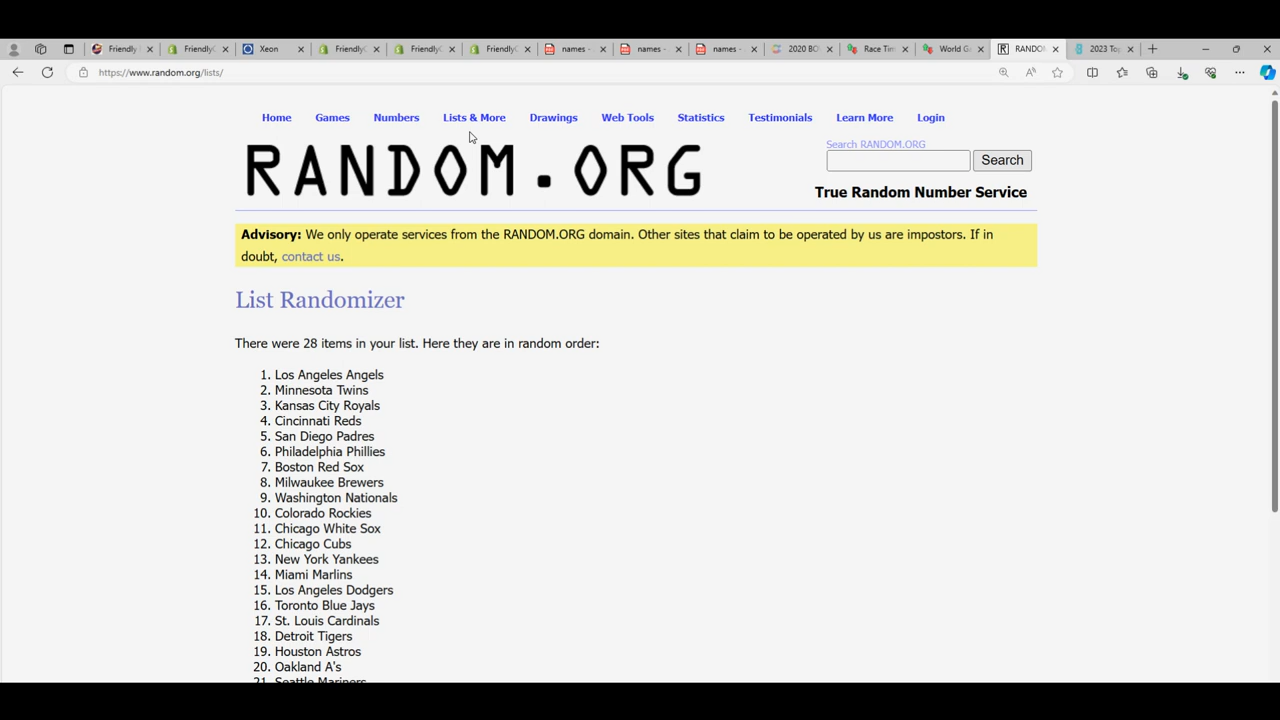 Friendly
FriendlyC
Xeon
FriendlyC
FriendlyC
FriendlyC
names -
names -
names -
2020 BO
Race Tim
World Ga
RANDOM
2023 Top
https://www.random.org/lists/
Home Games Numbers Lists & More Drawings Web Tools Statistics Testimonials Learn More Login
RANDOM.ORG
Search RANDOM.ORG
Search
True Random Number Service
Advisory: We only operate services from the RANDOM.ORG domain. Other sites that claim to be operated by us are impostors. If in
doubt, contact us.
List Randomizer
There were 28 items in your list. Here they are in random order:
1. Los Angeles Angels
2. Minnesota Twins
3. Kansas City Royals
4. Cincinnati Reds
5. San Diego Padres
6. Philadelphia Phillies
7. Boston Red Sox
8. Milwaukee Brewers
9. Washington Nationals
10. Colorado Rockies
11. Chicago White Sox
12. Chicago Cubs
13. New York Yankees
14. Miami Marlins
15. Los Angeles Dodgers
16. Toronto Blue Jays
17. St. Louis Cardinals
18. Detroit Tigers
19. Houston Astros
20. Oakland A's
21. Seattle Mariners